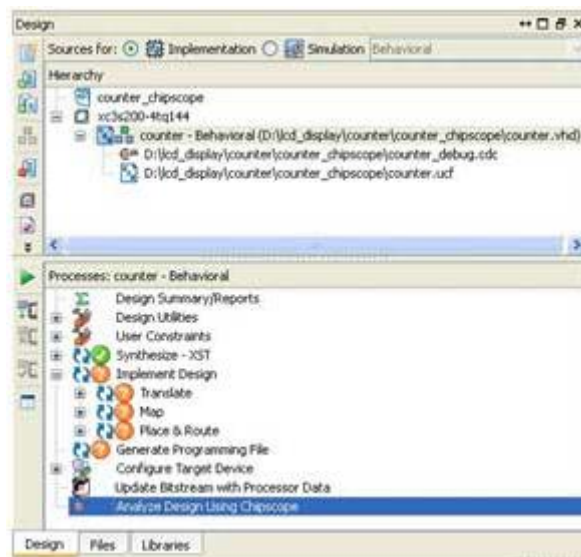 Design
Sources for: Implementation Simulation Behavioral
Hierarchy
counter_chipscope
xc3s200-4tq144
counter - Behavioral (D:\lcd_display\counter\counter_chipscope\counter.vhd)
D:\lcd_display\counter\counter_chipscope\counter_debug.cdc
D:\lcd_display\counter\counter_chipscope\counter.ucf
Processes: counter - Behavioral
Design Summary/Reports
Design Utilities
User Constraints
Synthesize - XST
Implement Design
Translate
Map
Place & Route
Generate Programming File
Configure Target Device
Update Bitstream with Processor Data
Analyze Design Using Chipscope
Design Files Libraries